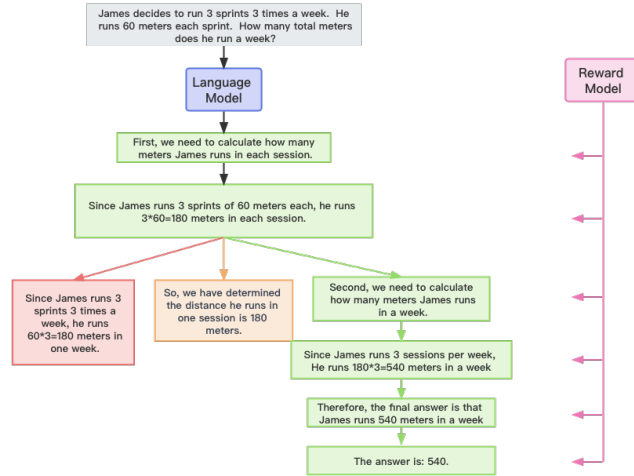 James decides to run 3 sprints 3 times a week.  He
runs 60 meters each sprint.  How many total meters
does he run a week?
Reward
Model
Language
Model
First, we need to calculate how many
meters James runs in each session.
Since James runs 3 sprints of 60 meters each, he runs
3*60=180 meters in each session.
Since James runs 3
sprints 3 times a
week, he runs
60*3=180 meters in
one week.
So, we have determined
the distance he runs in
one session is 180
meters.
Second, we need to calculate
how many meters James runs
in a week.
Since James runs 3 sessions per week,
He runs 180*3=540 meters in a week
Therefore, the final answer is that
James runs 540 meters in a week
The answer is: 540.